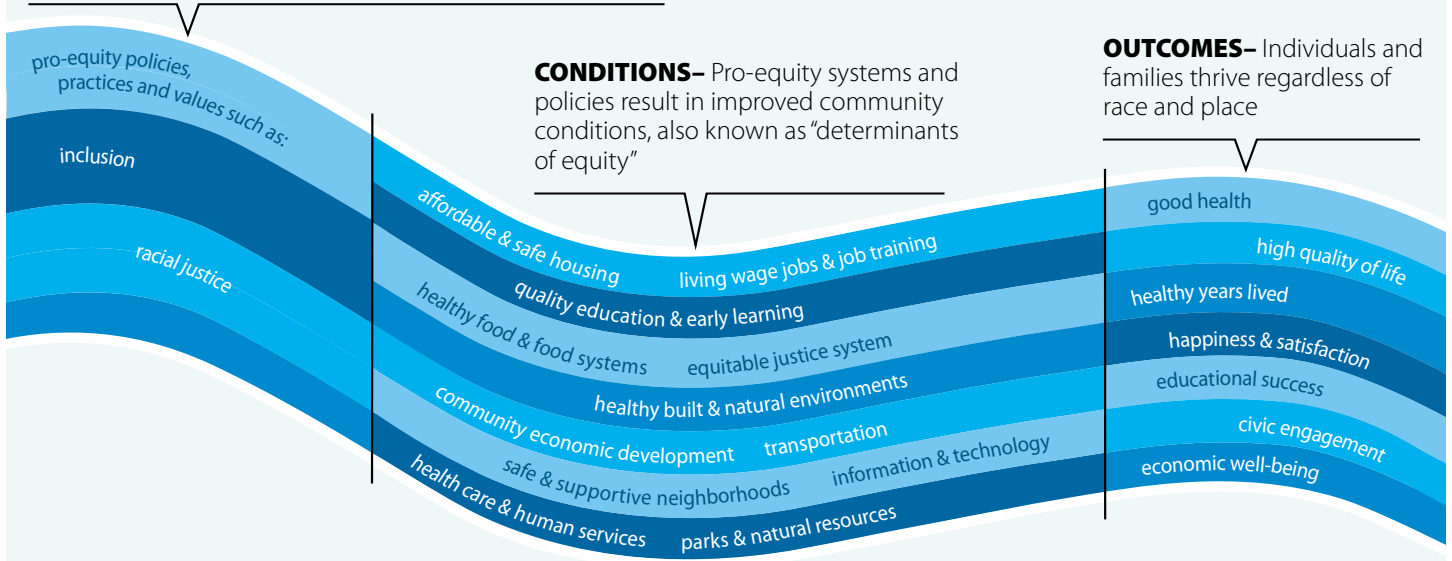 pro-equity policies,
practices and values such as:
inclusion
racial justice
CONDITIONS– Pro-equity systems and
policies result in improved community
conditions, also known as “determinants
of equity”
affordable & safe housing
living wage jobs & job training
quality education & early learning
healthy food & food systems
equitable justice system
healthy built & natural environments
community economic development
transportation
safe & supportive neighborhoods
information & technology
health care & human services
parks & natural resources
OUTCOMES– Individuals and
families thrive regardless of
race and place
good health
high quality of life
healthy years lived
happiness & satisfaction
educational success
civic engagement
economic well-being